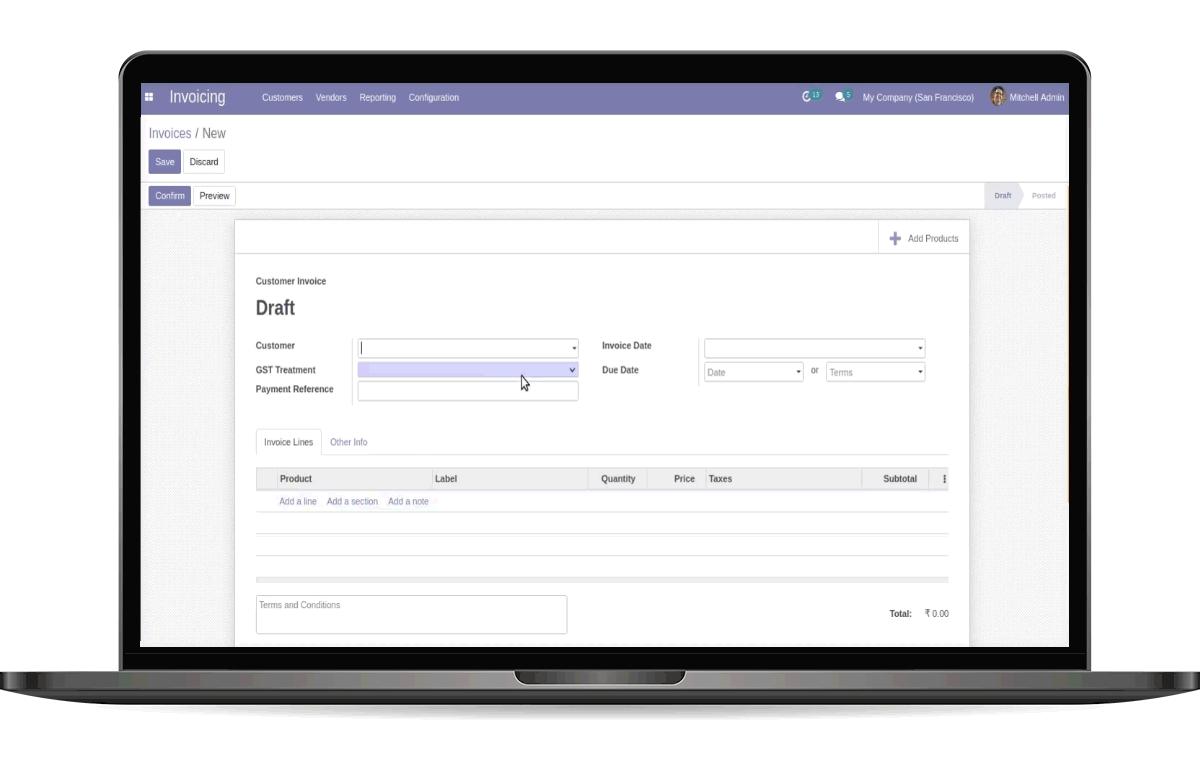 Invoicing Customers Vendors Reporting Configuration 13 5 My Company (San Francisco) Mitchell Admin
Invoices / New
Save Discard
Confirm Preview Draft Posted
Add Products
Customer Invoice
Draft
Customer Invoice Date
GST Treatment Due Date Date or Terms
Payment Reference
Invoice Lines Other Info
Product Label Quantity Price Taxes Subtotal
Add a line Add a section Add a note
Terms and Conditions
Total: ₹ 0.00